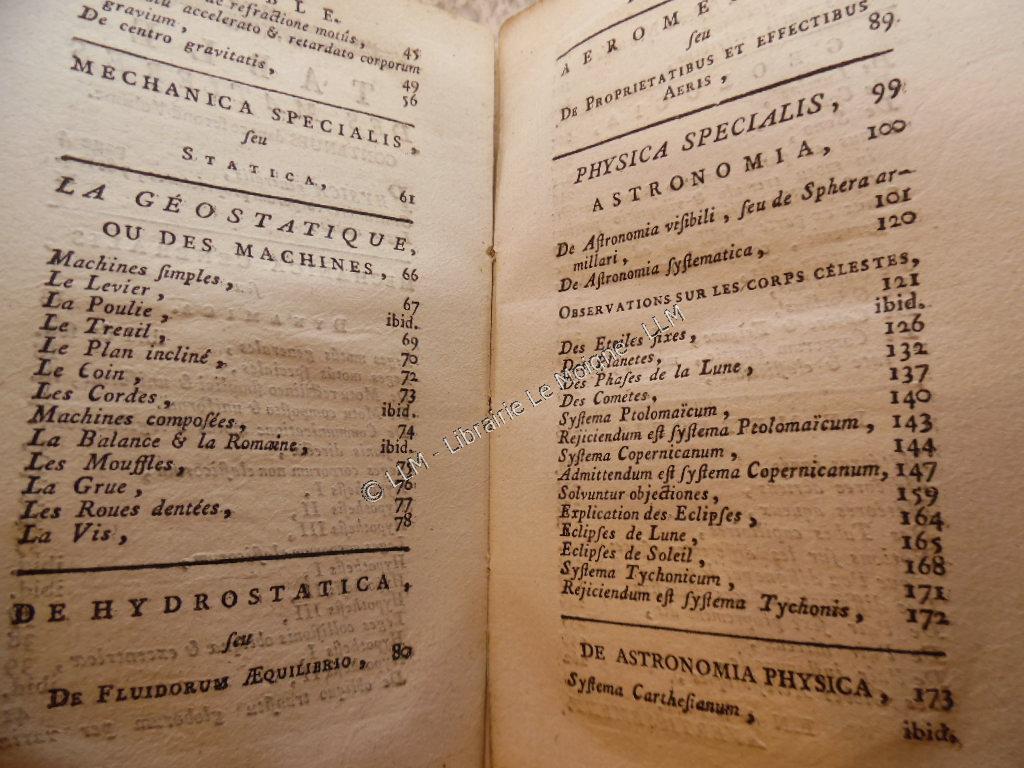 BLE.
de refractione motûs, 45
accelerato & retardato corporum
gravium, 49
De centro gravitatis, 56
MECHANICA SPECIALIS,
seu
STATICA, 61
LA GÉOSTATIQUE,
OU DES MACHINES, 66
Machines simples, 67
Le Levier, ibid.
La Poulie, 69
Le Treuil, 70
Le Plan incliné, 72
Le Coin, 73
Les Cordes, ibid.
Machines composées, 74
La Balance & la Romaine, ibid.
Les Mouffles, 75
La Grue, 76
Les Roues dentées, 77
La Vis, 78
DE HYDROSTATICA,
seu
DE FLUIDORUM ÆQUILIBRIO, 80
AEROME
seu
DE PROPRIETATIBUS ET EFFECTIBUS
AERIS, 89
PHYSICA SPECIALIS, 99
ASTRONOMIA, 100
De Astronomia visibili, seu de Sphera ar-
millari, 101
De Astronomia systematica, 120
OBSERVATIONS SUR LES CORPS CÉLESTES,
121
Des Etoiles fixes, ibid.
Des Planetes, 126
Des Phases de la Lune, 132
Des Cometes, 137
Systema Ptolomaïcum, 140
Rejiciendum est systema Ptolomaïcum, 143
Systema Copernicanum, 144
Admittendum est systema Copernicanum, 147
Solvuntur objectiones, 159
Explication des Eclipses, 164
Eclipses de Lune, 165
Eclipses de Soleil, 168
Systema Tychonicum, 171
Rejiciendum est systema Tychonis, 172
DE ASTRONOMIA PHYSICA, 173
Systema Carthesianum, ibid.
© LLM - Librairie Le Moigne LLM